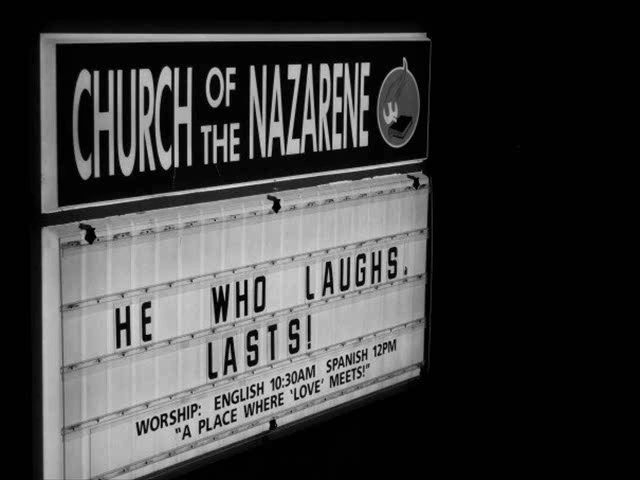 CHURCH OF THE NAZARENE
HE WHO LAUGHS.
LASTS!
WORSHIP: ENGLISH 10:30AM SPANISH 12PM
"A PLACE WHERE 'LOVE' MEETS!"